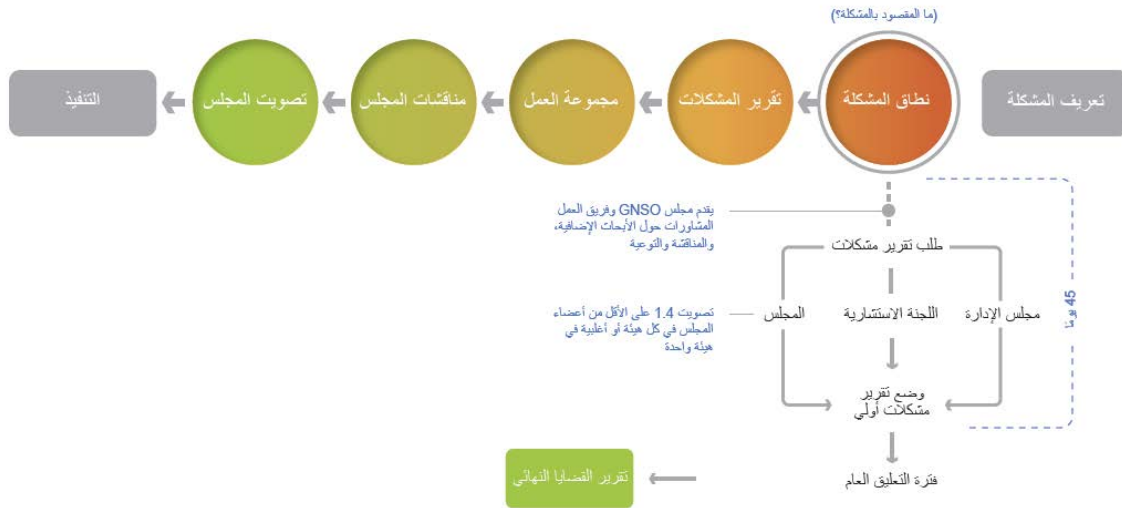 (ما المقصود بالمشكلة؟)
تعريف المشكلة
نطاق المشكلة
تقرير المشكلات
مجموعة العمل
مناقشات المجلس
تصويت المجلس
التنفيذ
يقدم مجلس GNSO وفريق العمل
المشاورات حول الأبحاث الإضافية،
والمناقشة والتوعية
طلب تقرير مشكلات
مجلس الإدارة
اللجنة الاستشارية
المجلس
تصويت 1.4 على الأقل من أعضاء
المجلس في كل هيئة أو أغلبية في
هيئة واحدة
45 يومًا
وضع تقرير
مشكلات أولي
فترة التعليق العام
تقرير القضايا النهائي